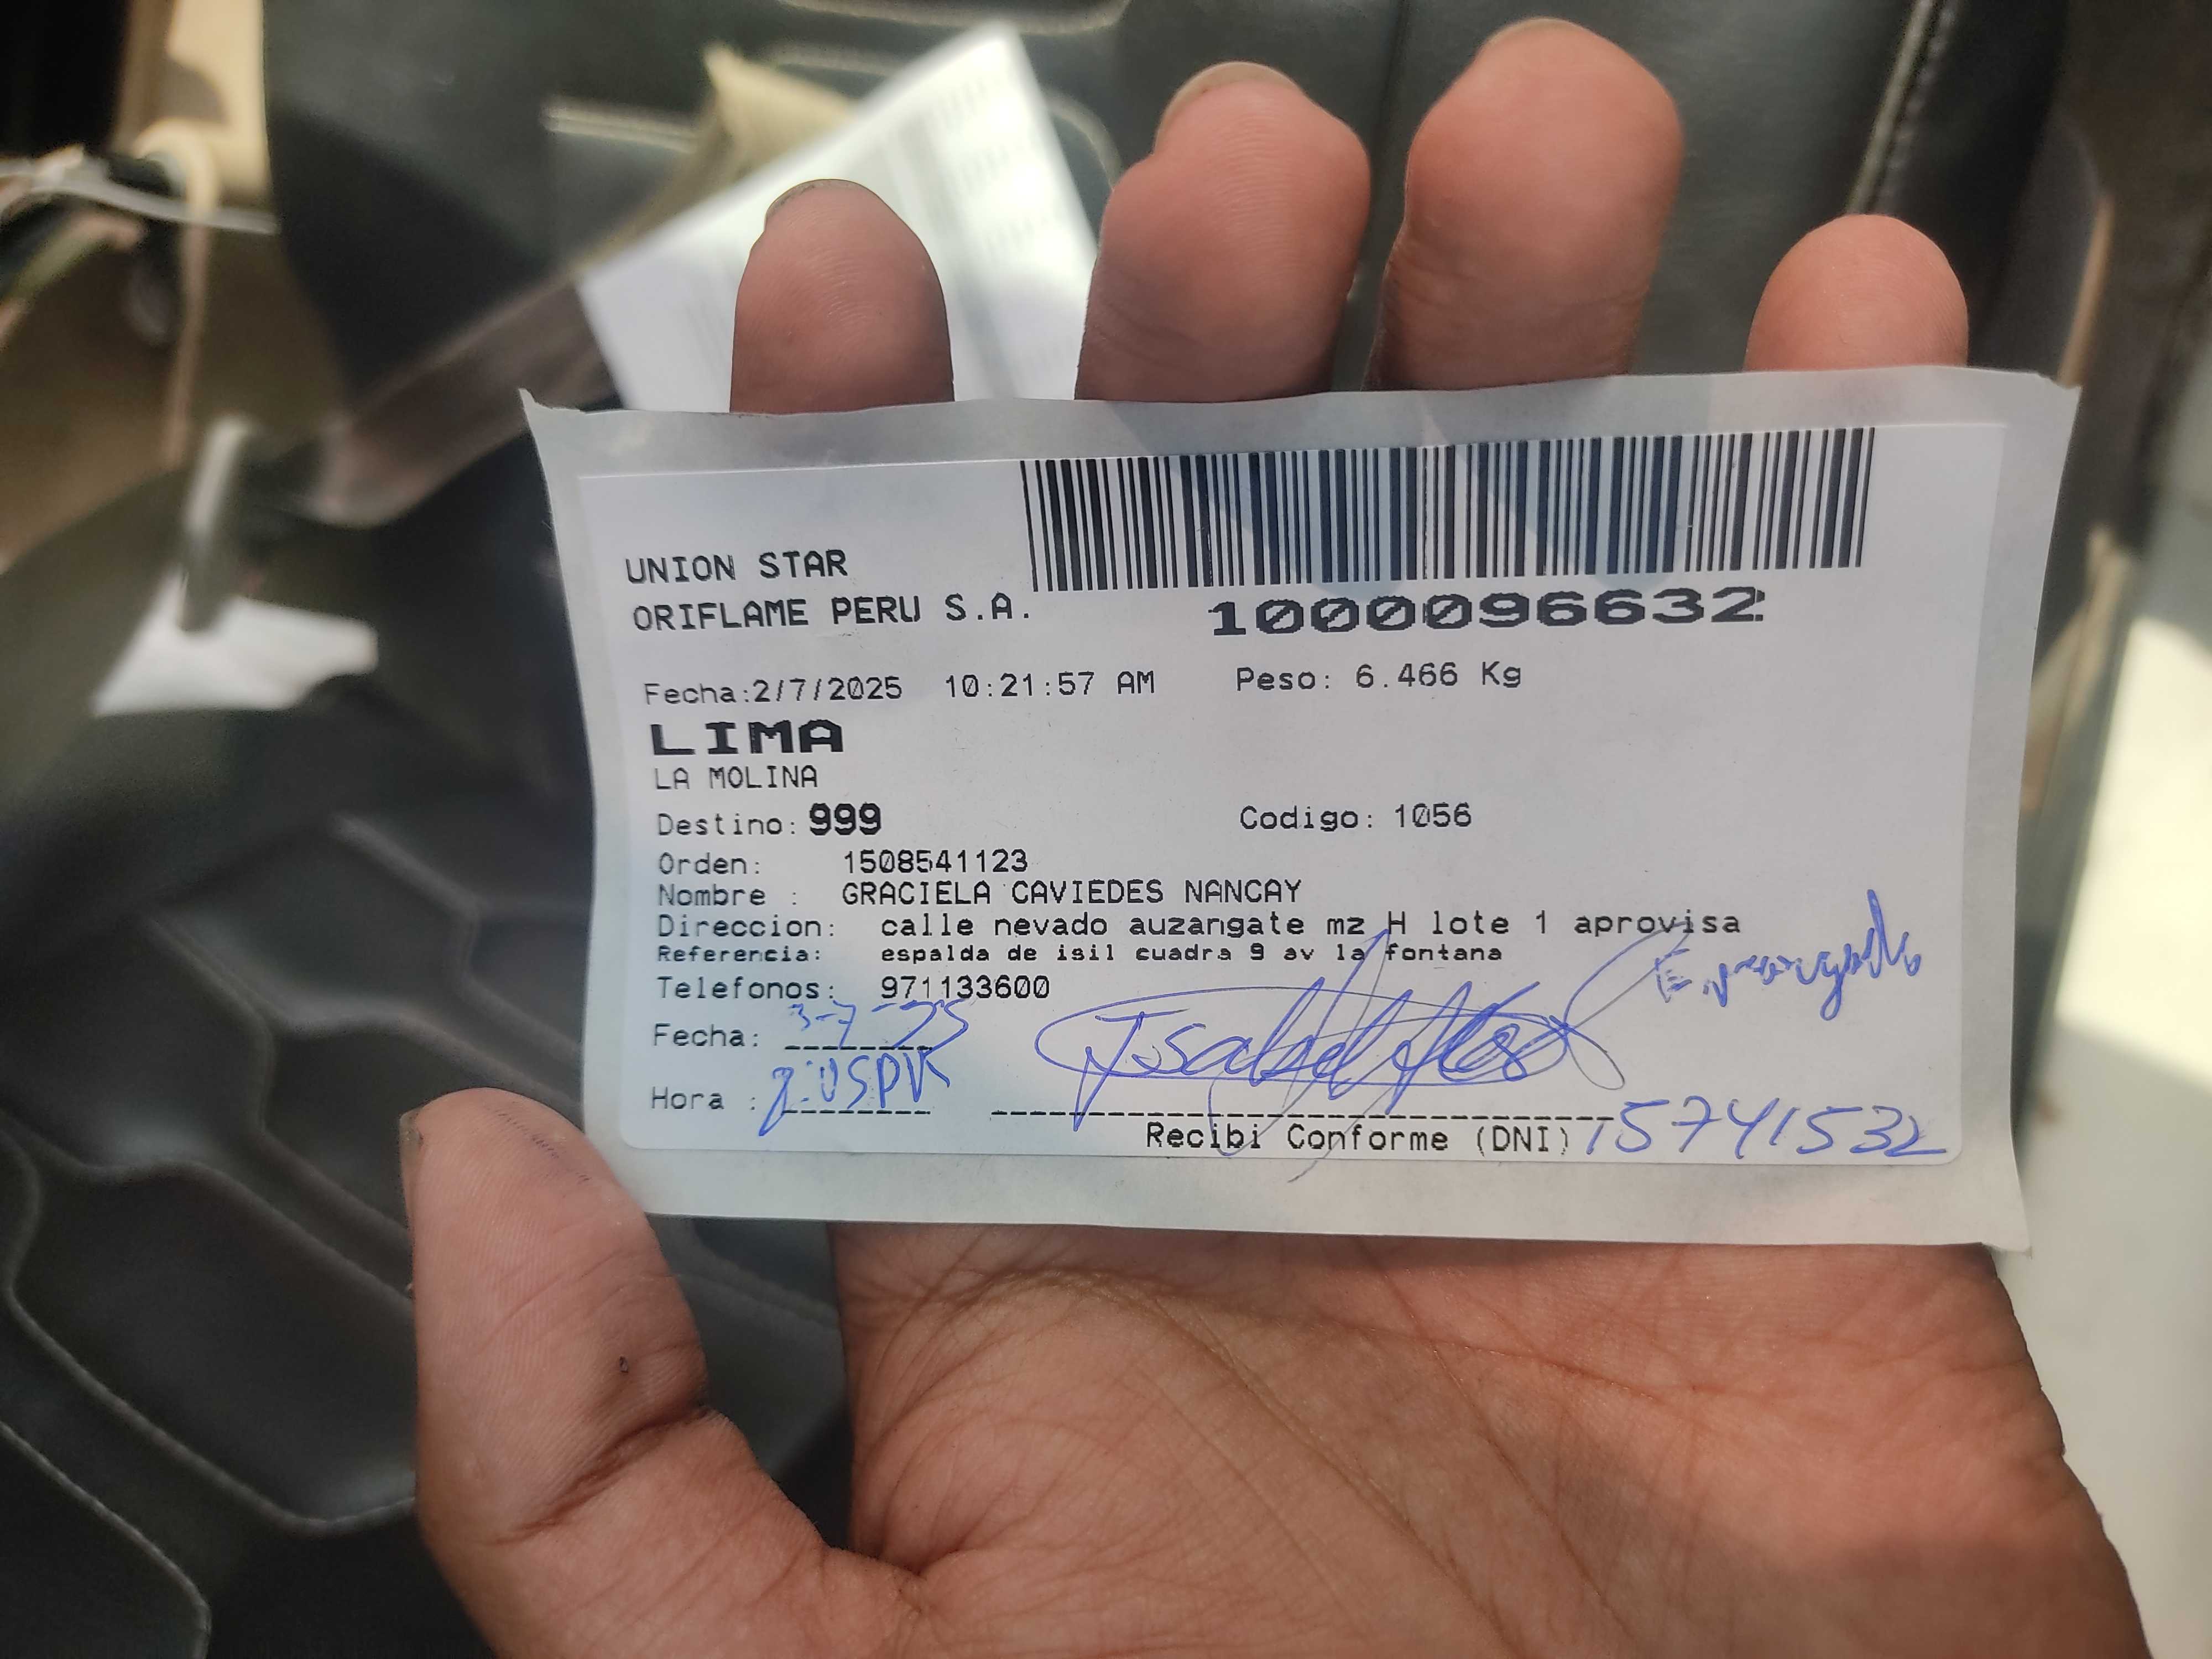 UNION STAR
ORIFLAME PERU S.A.
1000096632
Fecha:2/7/2025 10:21:57 AM Peso: 6.466 Kg
LIMA
LA MOLINA
Destino: 999 Codigo: 1056
Orden: 1508541123
Nombre : GRACIELA CAVIEDES NANCAY
Direccion: calle nevado auzangate mz H lote 1 aprovisa
Referencia: espalda de isil cuadra 9 av la fontana
Telefonos: 971133600
Fecha: 3-7-25
Hora :
Isabel
Recibi Conforme (DNI) 15741532